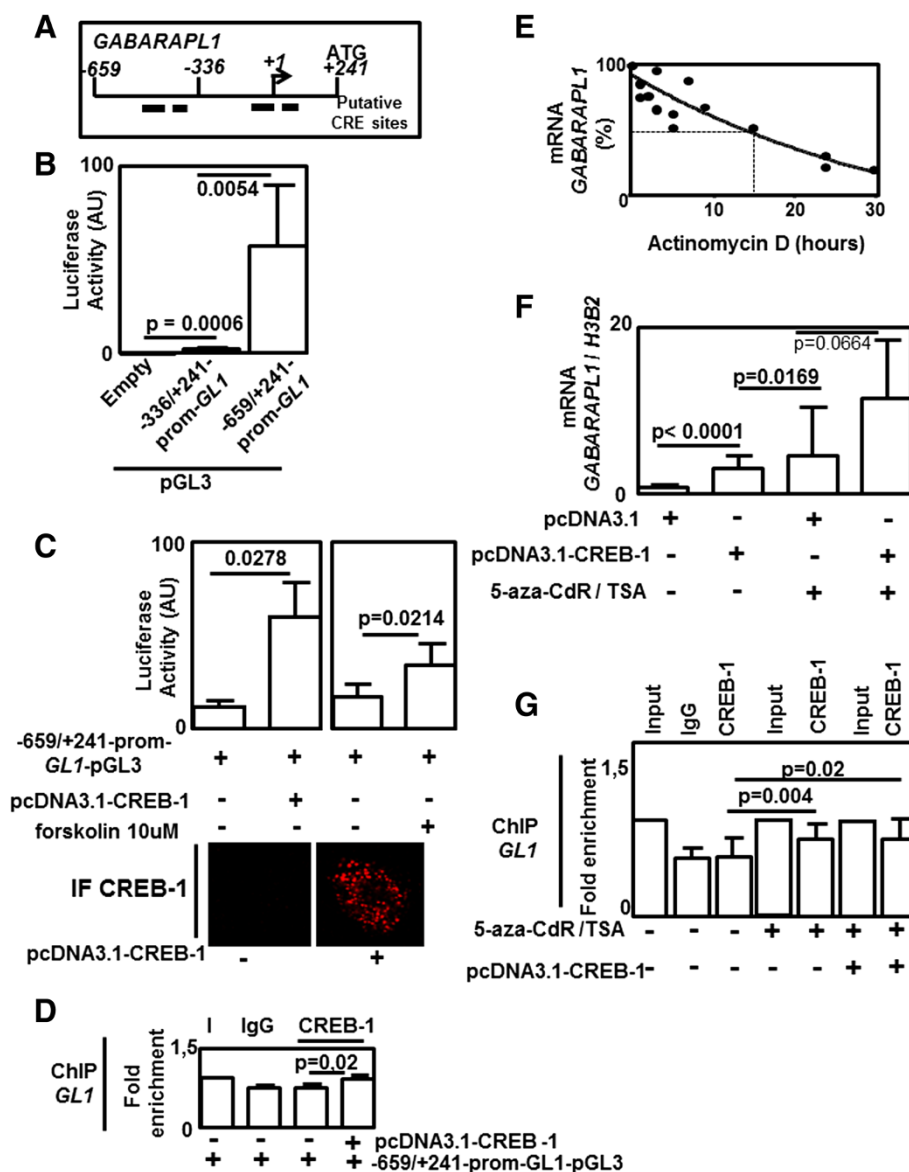 A
GABARAPL1
-659
-336
+1
ATG
+241
Putative
CRE sites
B
Luciferase
Activity (AU)
100
0
0.0054
p = 0.0006
Empty
-336/+241-
prom-GL1
-659/+241-
prom-GL1
pGL3
C
Luciferase
Activity (AU)
100
0
0.0278
p=0.0214
-659/+241-prom-
GL1-pGL3
+ + + +
pcDNA3.1-CREB-1
- + - -
forskolin 10uM
- - - +
IF CREB-1
pcDNA3.1-CREB-1
- +
D
I IgG CREB-1
ChIP
GL1
Fold
enrichment
1,5
0
p=0,02
- - - + pcDNA3.1-CREB -1
+ + + + -659/+241-prom-GL1-pGL3
E
mRNA
GABARAPL1
(%)
100
0
0 10 20 30
Actinomycin D (hours)
F
mRNA
GABARAPL1 / H3B2
20
0
p< 0.0001
p=0.0169
p=0.0664
pcDNA3.1 + - + -
pcDNA3.1-CREB-1 - + - +
5-aza-CdR / TSA - - + +
G
Input IgG CREB-1 Input CREB-1 Input CREB-1
ChIP
GL1
Fold enrichment
1,5
0
p=0.02
p=0.004
5-aza-CdR /TSA - - - + + + +
pcDNA3.1-CREB-1 - - - - - + +